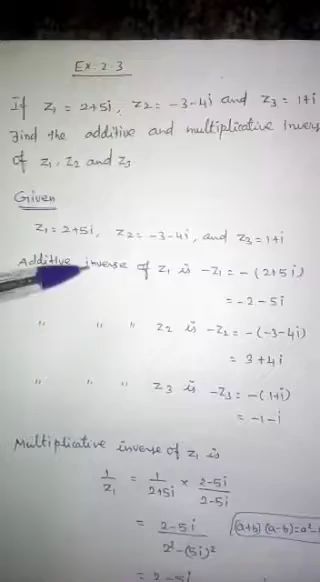 Ex. 2.3
If z₁ = 2+5i, z₂ = -3-4i and z₃ = 1+i
Find the additive and multiplicative Invers
of z₁, z₂ and z₃
Given
z₁ = 2+5i, z₂ = -3-4i, and z₃ = 1+i
Additive inverse of z₁ is -z₁ = -(2+5i)
= -2-5i
" " " z₂ is -z₂ = -(-3-4i)
= 3+4i
" " " z₃ is -z₃ = -(1+i)
= -1-i
Multiplicative inverse of z₁ is
1/z₁ = 1/(2+5i) × (2-5i)/(2-5i)
= (2-5i)/(2²-(5i)²) (a+b)(a-b)=a²-
= 2-5i